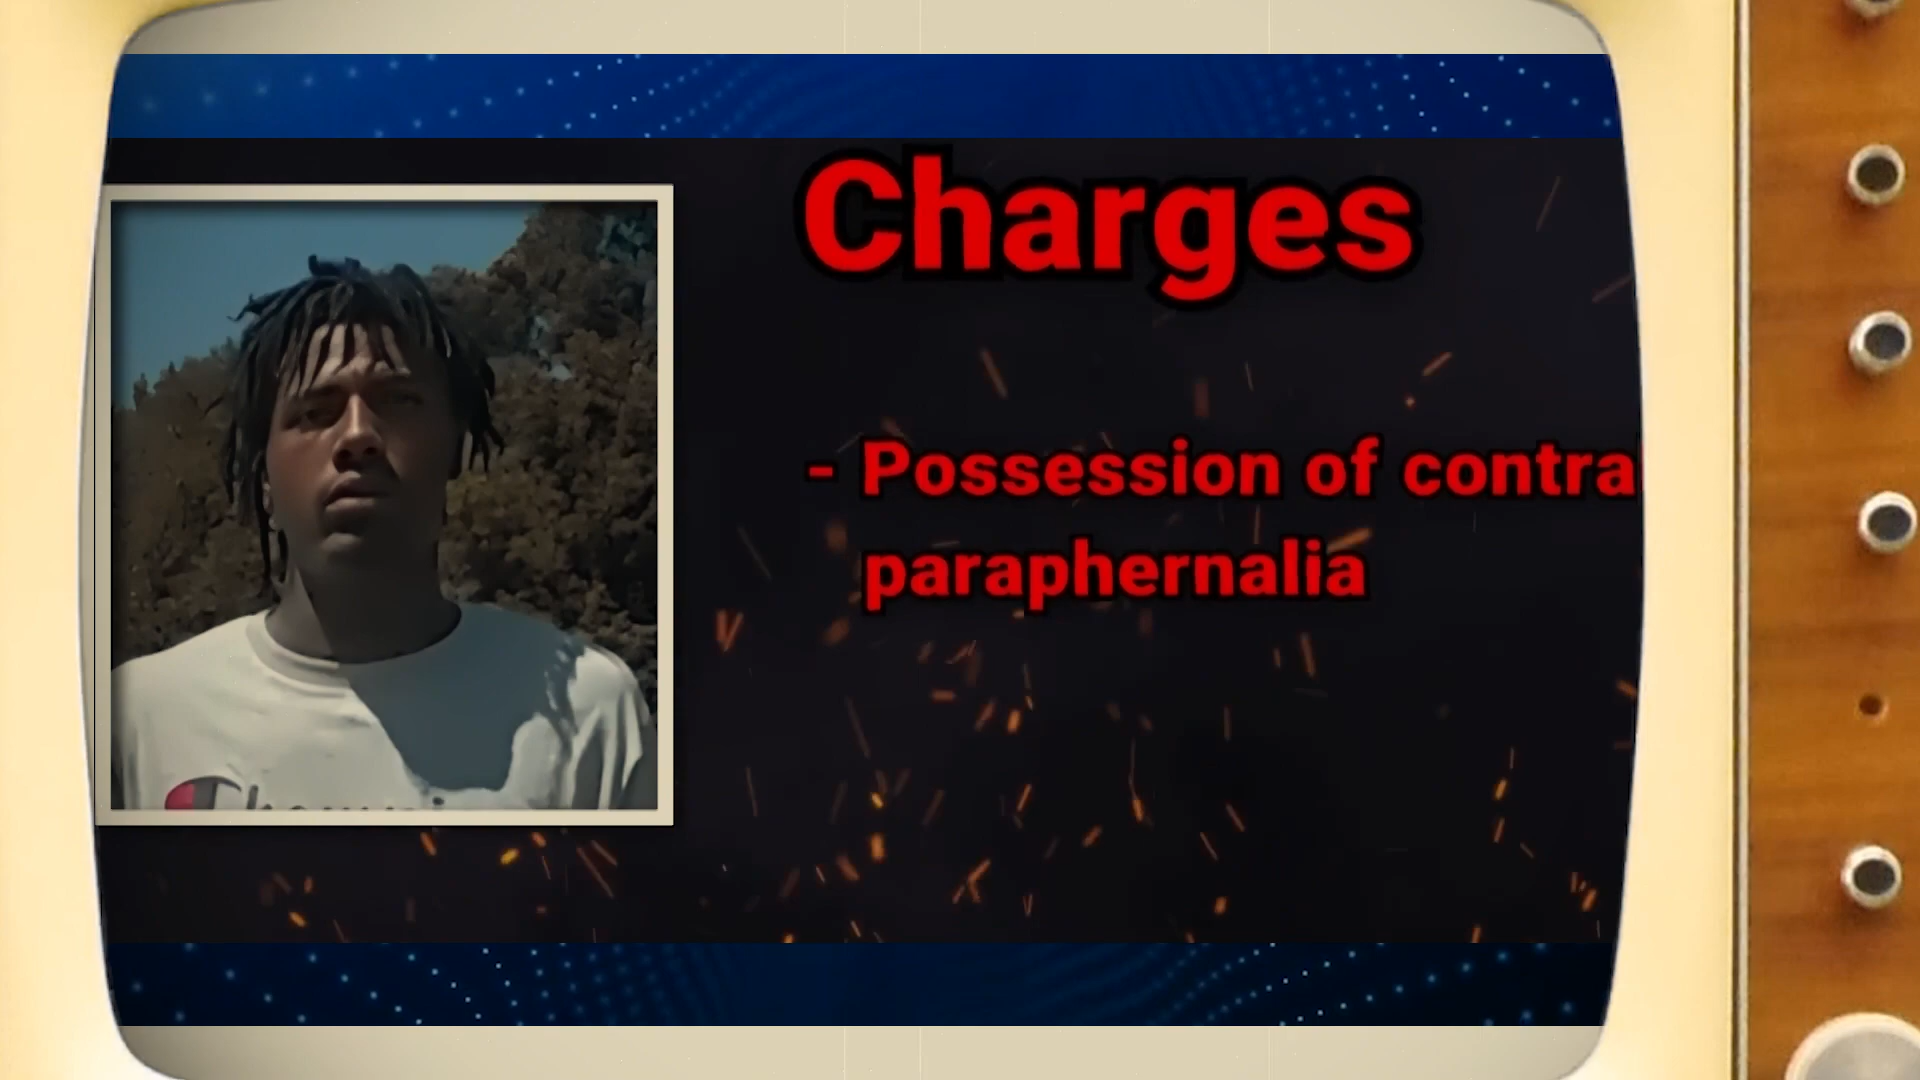 Charges
- Possession of contra
paraphernalia